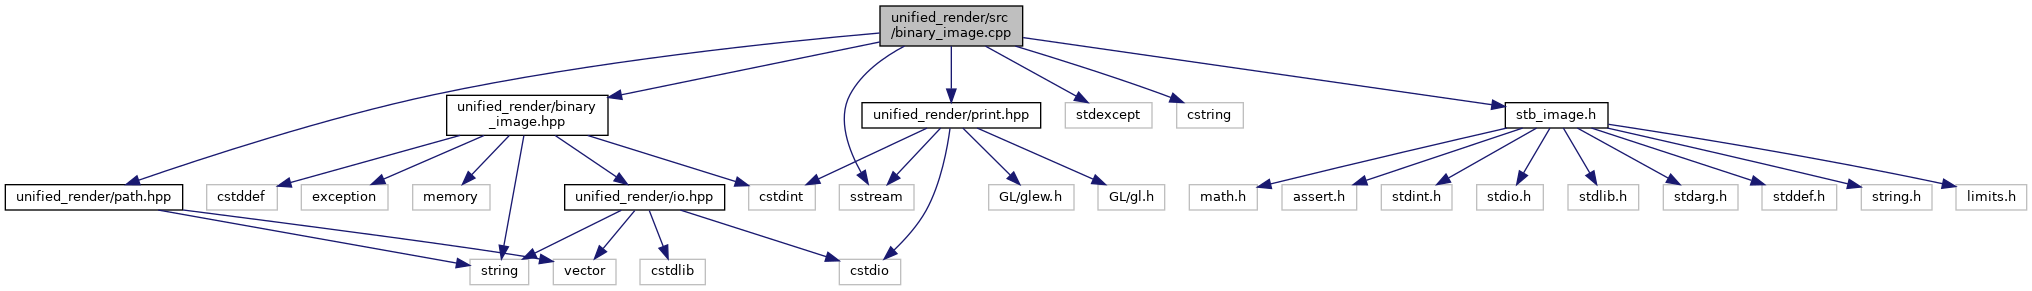 unified_render/src
/binary_image.cpp
unified_render/binary
_image.hpp
unified_render/print.hpp
stdexcept
cstring
stb_image.h
unified_render/path.hpp
cstddef
exception
memory
unified_render/io.hpp
cstdint
sstream
GL/glew.h
GL/gl.h
math.h
assert.h
stdint.h
stdio.h
stdlib.h
stdarg.h
stddef.h
string.h
limits.h
string
vector
cstdlib
cstdio